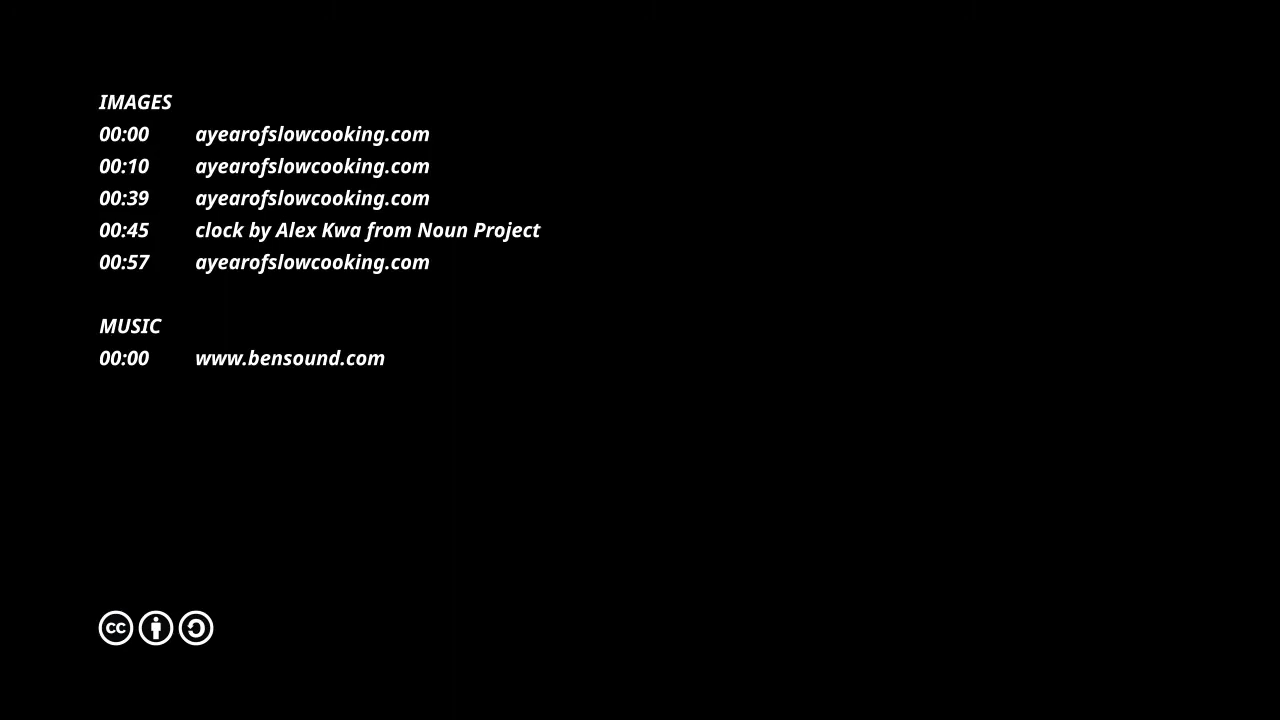 IMAGES
00:00 ayearofslowcooking.com
00:10 ayearofslowcooking.com
00:39 ayearofslowcooking.com
00:45 clock by Alex Kwa from Noun Project
00:57 ayearofslowcooking.com
MUSIC
00:00 www.bensound.com
cc